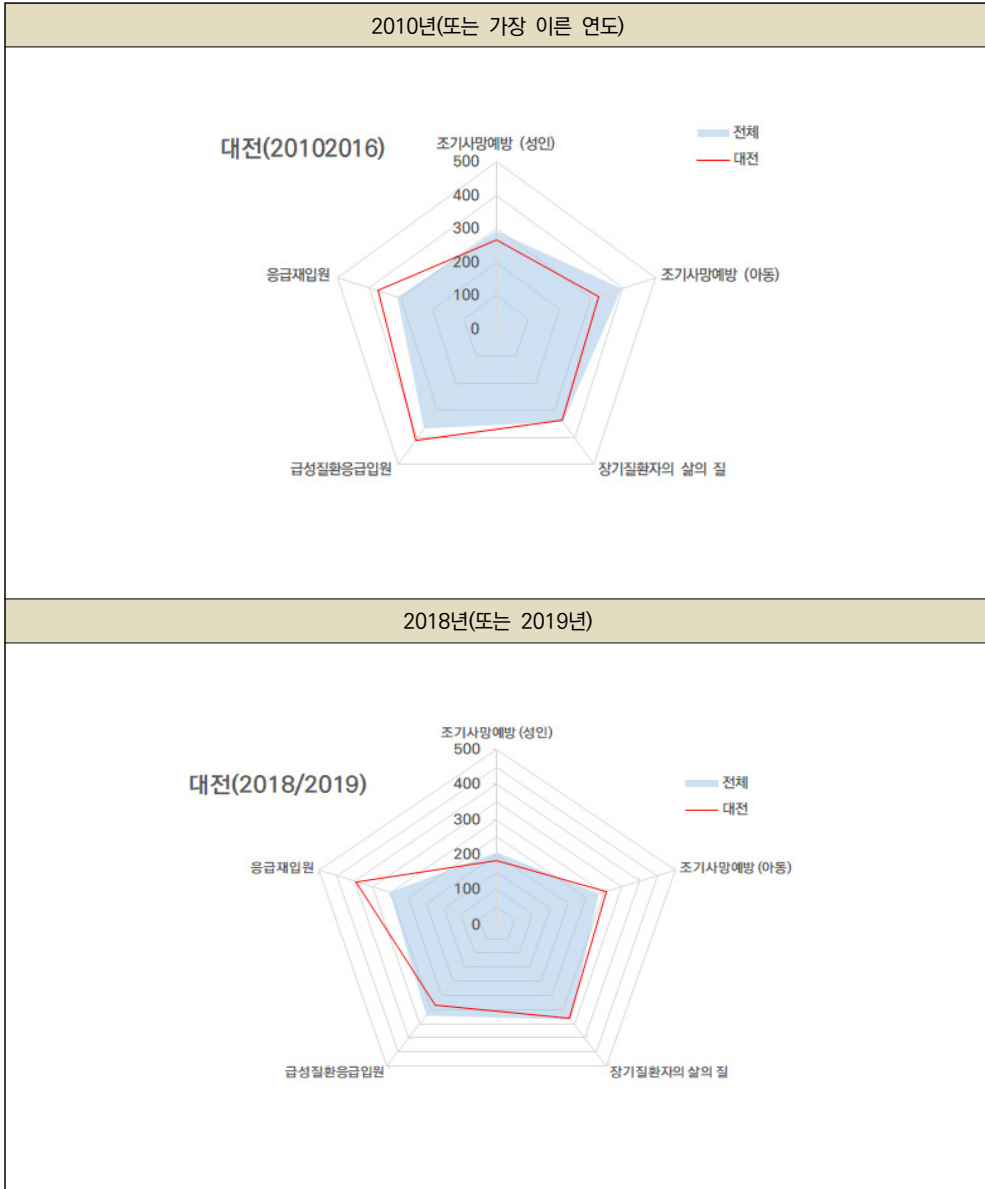 2010년(또는 가장 이른 연도)
대전(20102016)
조기사망예방 (성인)
전체
대전
500
400
300
200
100
0
응급재입원
조기사망예방 (아동)
급성질환응급입원
장기질환자의 삶의 질
2018년(또는 2019년)
조기사망예방 (성인)
대전(2018/2019)
전체
대전
500
400
300
200
100
0
응급재입원
조기사망예방 (아동)
급성질환응급입원
장기질환자의 삶의 질